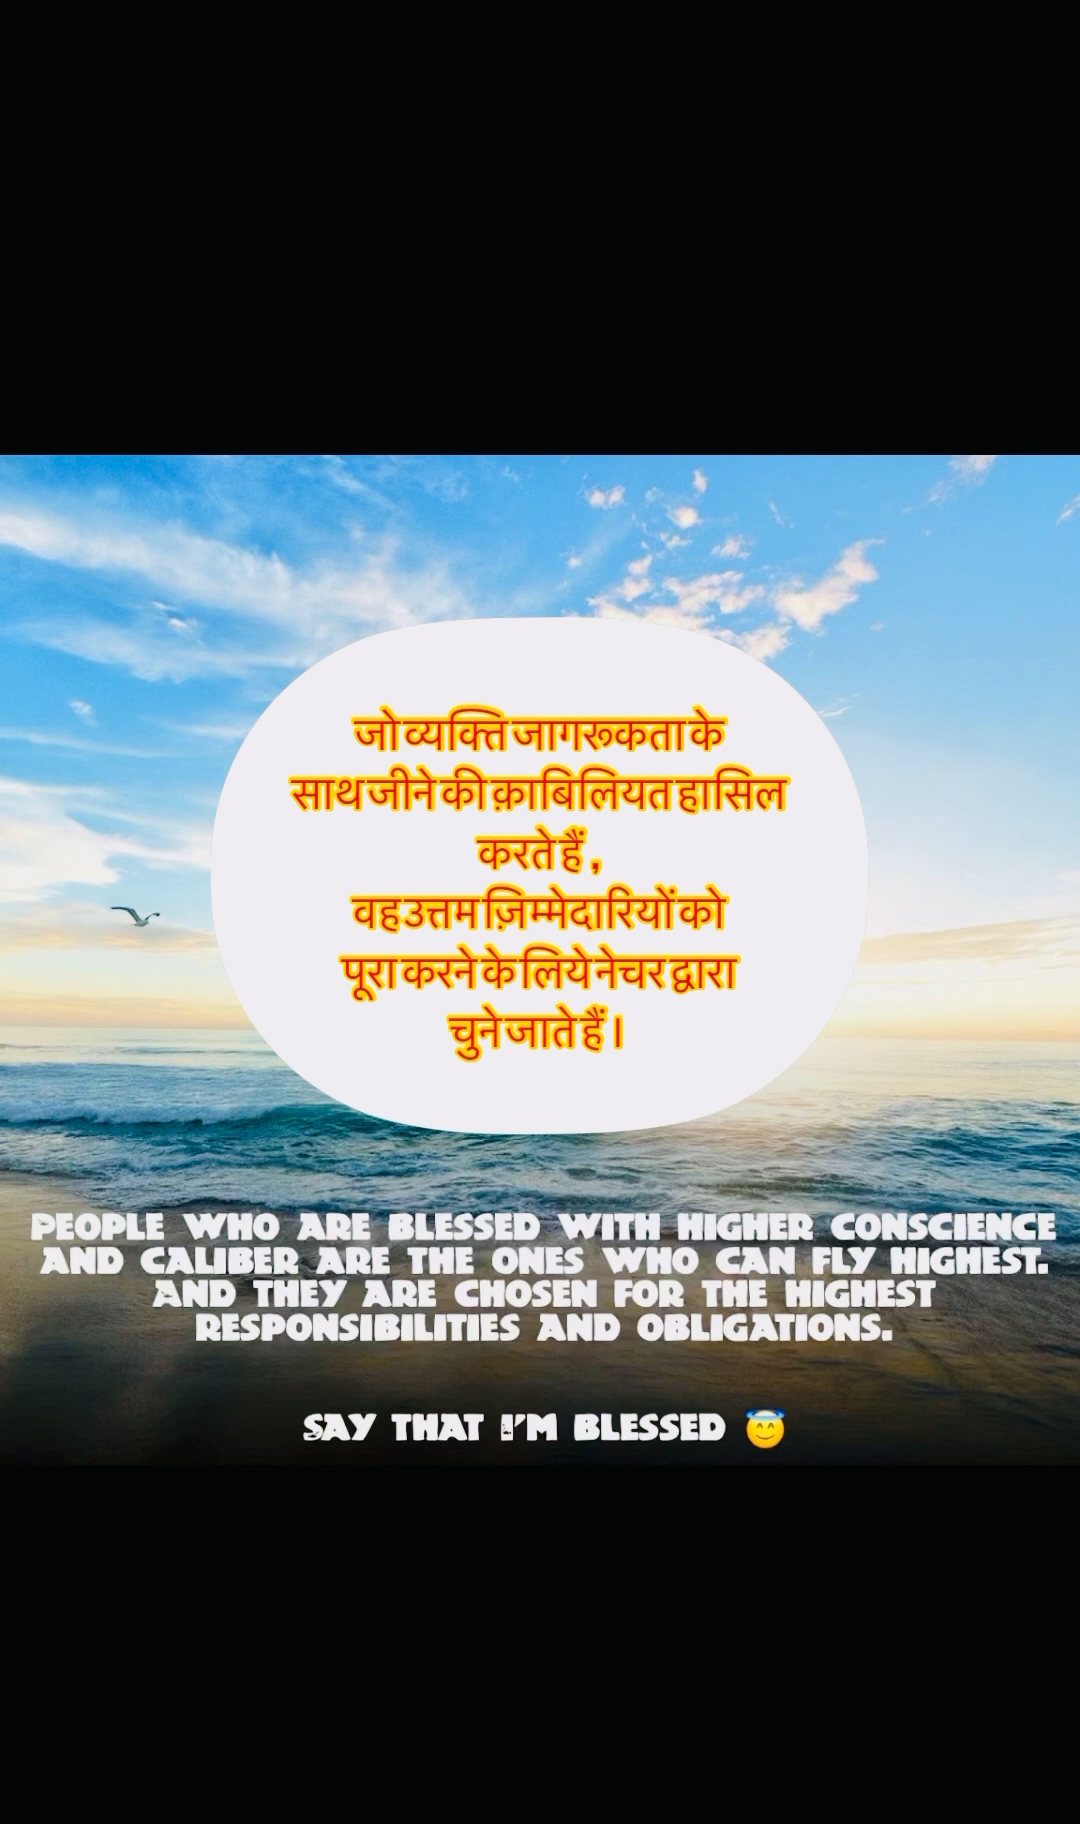 जो व्यक्ति जागरूकता के
साथ जीने की क़ाबिलियत हासिल
करते हैं ,
वह उत्तम ज़िम्मेदारियों को
पूरा करने के लिये नेचर द्वारा
चुने जाते हैं ।
PEOPLE WHO ARE BLESSED WITH HIGHER CONSCIENCE
AND CALIBER ARE THE ONES WHO CAN FLY HIGHEST.
AND THEY ARE CHOSEN FOR THE HIGHEST
RESPONSIBILITIES AND OBLIGATIONS.
SAY THAT I'M BLESSED 😇